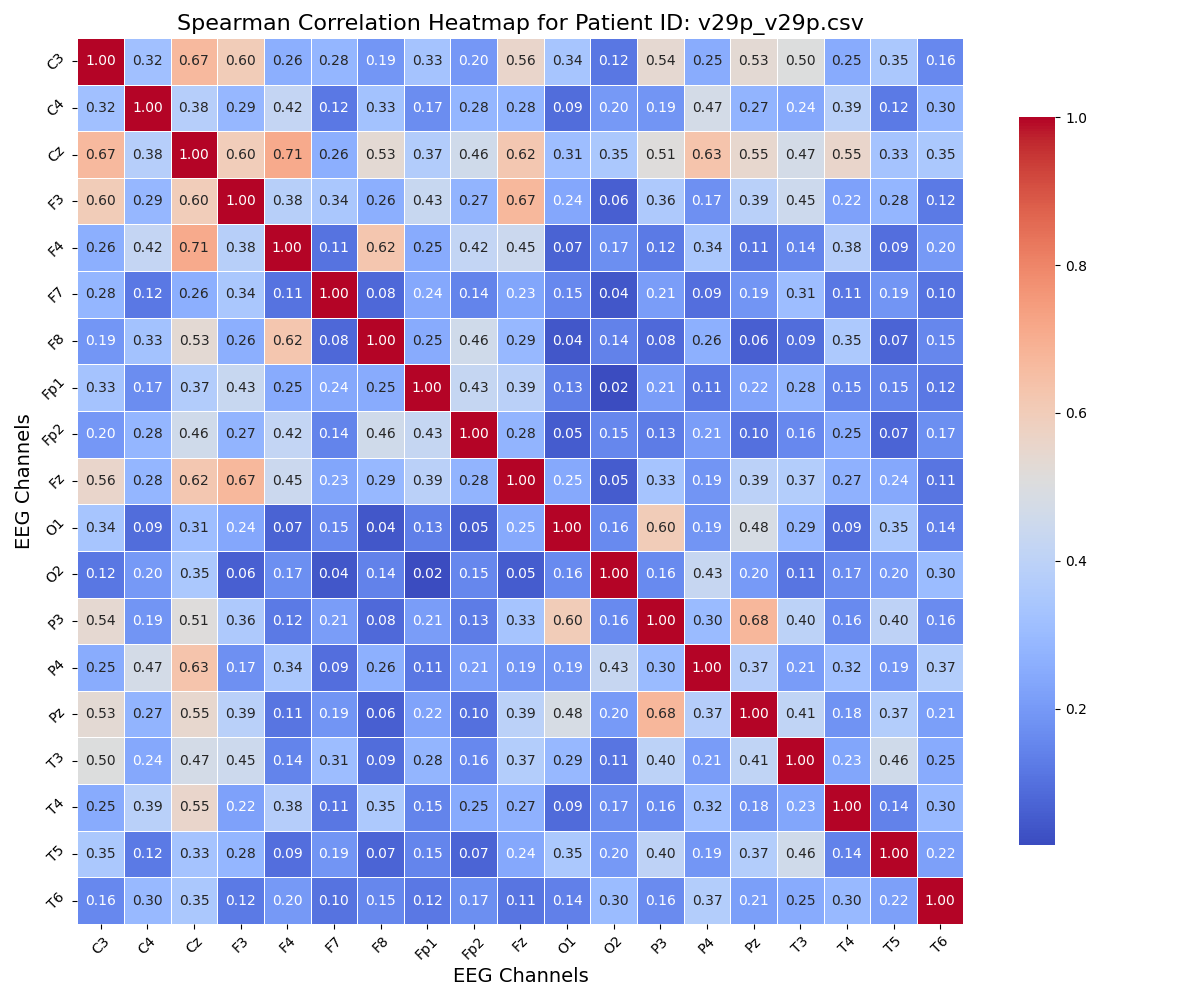 Spearman Correlation Heatmap for Patient ID: v29p_v29p.csv
C3 1.00 0.32 0.67 0.60 0.26 0.28 0.19 0.33 0.20 0.56 0.34 0.12 0.54 0.25 0.53 0.50 0.25 0.35 0.16
C4 0.32 1.00 0.38 0.29 0.42 0.12 0.33 0.17 0.28 0.28 0.09 0.20 0.19 0.47 0.27 0.24 0.39 0.12 0.30
Cz 0.67 0.38 1.00 0.60 0.71 0.26 0.53 0.37 0.46 0.62 0.31 0.35 0.51 0.63 0.55 0.47 0.55 0.33 0.35
F3 0.60 0.29 0.60 1.00 0.38 0.34 0.26 0.43 0.27 0.67 0.24 0.06 0.36 0.17 0.39 0.45 0.22 0.28 0.12
F4 0.26 0.42 0.71 0.38 1.00 0.11 0.62 0.25 0.42 0.45 0.07 0.17 0.12 0.34 0.11 0.14 0.38 0.09 0.20
F7 0.28 0.12 0.26 0.34 0.11 1.00 0.08 0.24 0.14 0.23 0.15 0.04 0.21 0.09 0.19 0.31 0.11 0.19 0.10
F8 0.19 0.33 0.53 0.26 0.62 0.08 1.00 0.25 0.46 0.29 0.04 0.14 0.08 0.26 0.06 0.09 0.35 0.07 0.15
Fp1 0.33 0.17 0.37 0.43 0.25 0.24 0.25 1.00 0.43 0.39 0.13 0.02 0.21 0.11 0.22 0.28 0.15 0.15 0.12
Fp2 0.20 0.28 0.46 0.27 0.42 0.14 0.46 0.43 1.00 0.28 0.05 0.15 0.13 0.21 0.10 0.16 0.25 0.07 0.17
Fz 0.56 0.28 0.62 0.67 0.45 0.23 0.29 0.39 0.28 1.00 0.25 0.05 0.33 0.19 0.39 0.37 0.27 0.24 0.11
O1 0.34 0.09 0.31 0.24 0.07 0.15 0.04 0.13 0.05 0.25 1.00 0.16 0.60 0.19 0.48 0.29 0.09 0.35 0.14
O2 0.12 0.20 0.35 0.06 0.17 0.04 0.14 0.02 0.15 0.05 0.16 1.00 0.16 0.43 0.20 0.11 0.17 0.20 0.30
P3 0.54 0.19 0.51 0.36 0.12 0.21 0.08 0.21 0.13 0.33 0.60 0.16 1.00 0.30 0.68 0.40 0.16 0.40 0.16
P4 0.25 0.47 0.63 0.17 0.34 0.09 0.26 0.11 0.21 0.19 0.19 0.43 0.30 1.00 0.37 0.21 0.32 0.19 0.37
Pz 0.53 0.27 0.55 0.39 0.11 0.19 0.06 0.22 0.10 0.39 0.48 0.20 0.68 0.37 1.00 0.41 0.18 0.37 0.21
T3 0.50 0.24 0.47 0.45 0.14 0.31 0.09 0.28 0.16 0.37 0.29 0.11 0.40 0.21 0.41 1.00 0.23 0.46 0.25
T4 0.25 0.39 0.55 0.22 0.38 0.11 0.35 0.15 0.25 0.27 0.09 0.17 0.16 0.32 0.18 0.23 1.00 0.14 0.30
T5 0.35 0.12 0.33 0.28 0.09 0.19 0.07 0.15 0.07 0.24 0.35 0.20 0.40 0.19 0.37 0.46 0.14 1.00 0.22
T6 0.16 0.30 0.35 0.12 0.20 0.10 0.15 0.12 0.17 0.11 0.14 0.30 0.16 0.37 0.21 0.25 0.30 0.22 1.00
C3 C4 Cz F3 F4 F7 F8 Fp1 Fp2 Fz O1 O2 P3 P4 Pz T3 T4 T5 T6
EEG Channels
EEG Channels
1.0
0.8
0.6
0.4
0.2